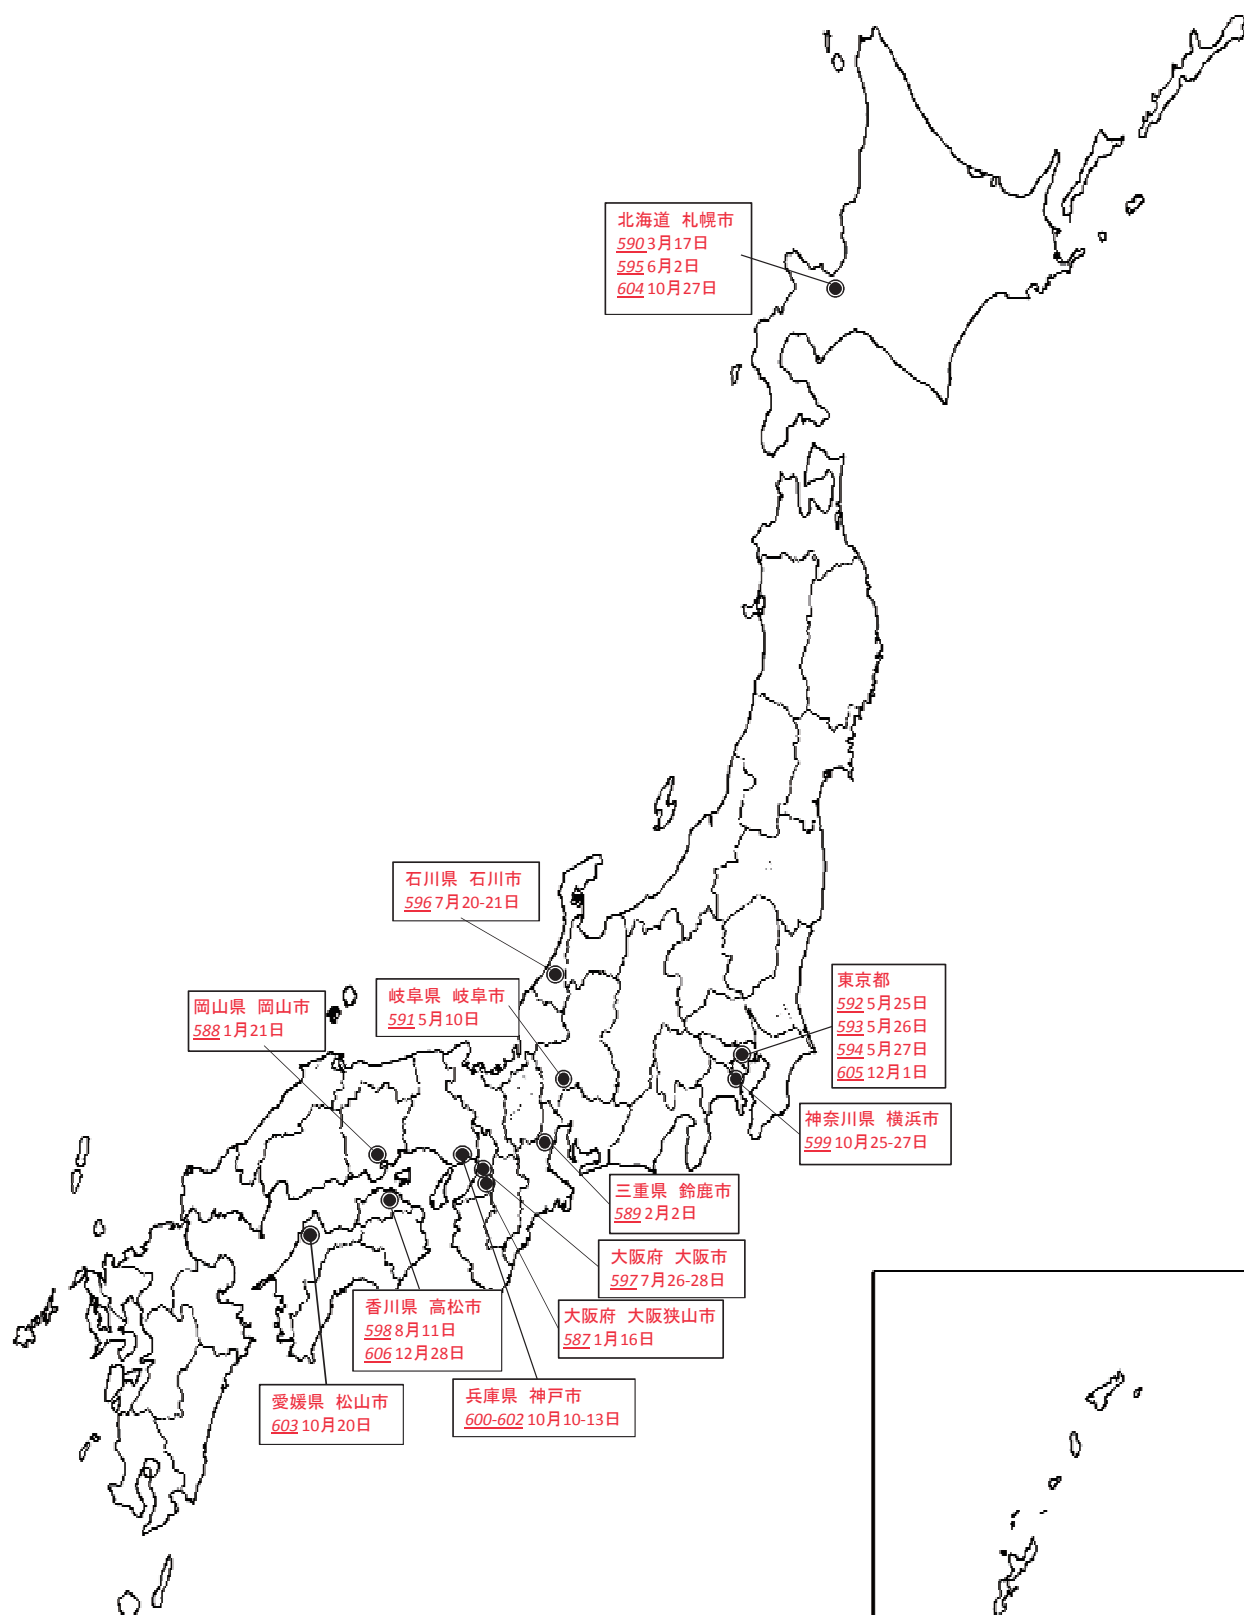 北海道 札幌市
590 3月17日
595 6月2日
604 10月27日
石川県 石川市
596 7月20-21日
岐阜県 岐阜市
591 5月10日
岡山県 岡山市
588 1月21日
東京都
592 5月25日
593 5月26日
594 5月27日
605 12月1日
神奈川県 横浜市
599 10月25-27日
三重県 鈴鹿市
589 2月2日
大阪府 大阪市
597 7月26-28日
大阪府 大阪狭山市
587 1月16日
香川県 高松市
598 8月11日
606 12月28日
兵庫県 神戸市
600-602 10月10-13日
愛媛県 松山市
603 10月20日